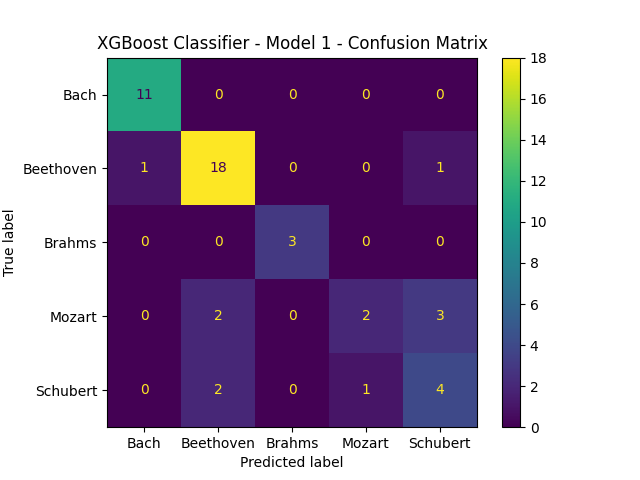 XGBoost Classifier - Model 1 - Confusion Matrix
True label
Bach 11 0 0 0 0
Beethoven 1 18 0 0 1
Brahms 0 0 3 0 0
Mozart 0 2 0 2 3
Schubert 0 2 0 1 4
Bach Beethoven Brahms Mozart Schubert
Predicted label
18
16
14
12
10
8
6
4
2
0